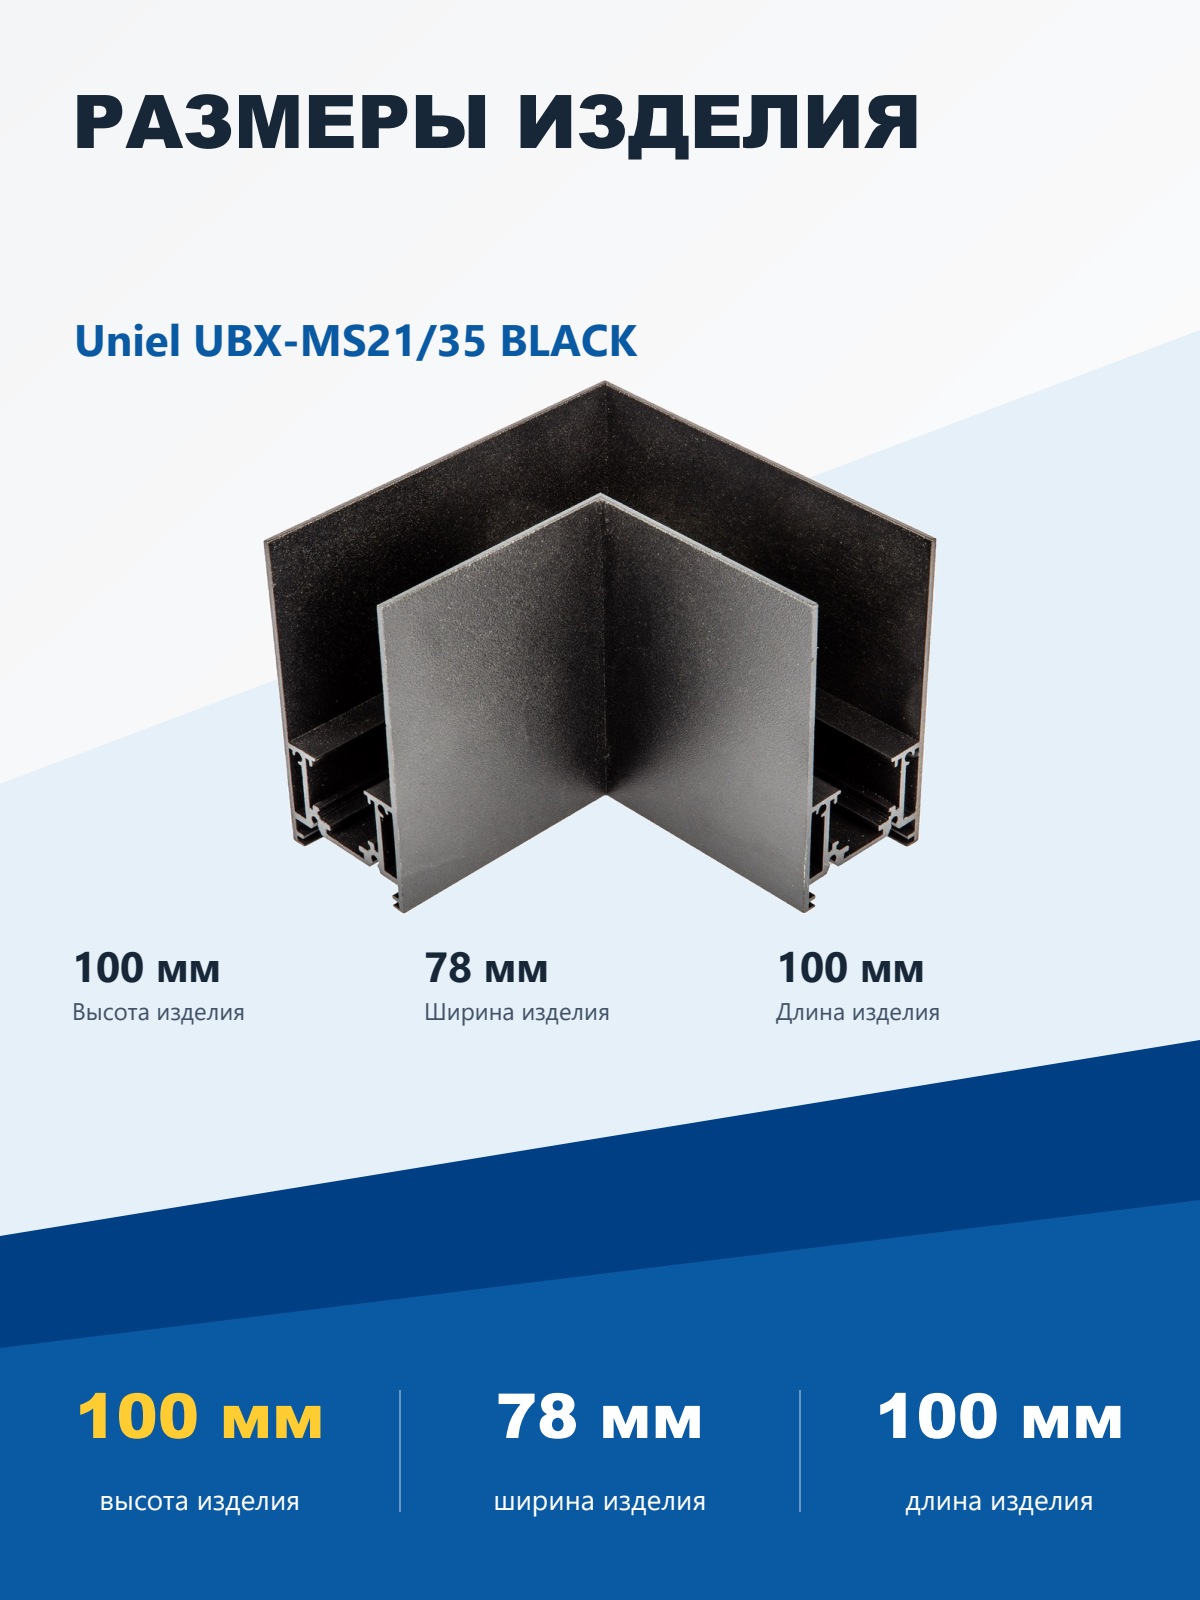 РАЗМЕРЫ ИЗДЕЛИЯ
Uniel UBX-MS21/35 BLACK
100 мм
Высота изделия
78 мм
Ширина изделия
100 мм
Длина изделия
100 мм
высота изделия
78 мм
ширина изделия
100 мм
длина изделия